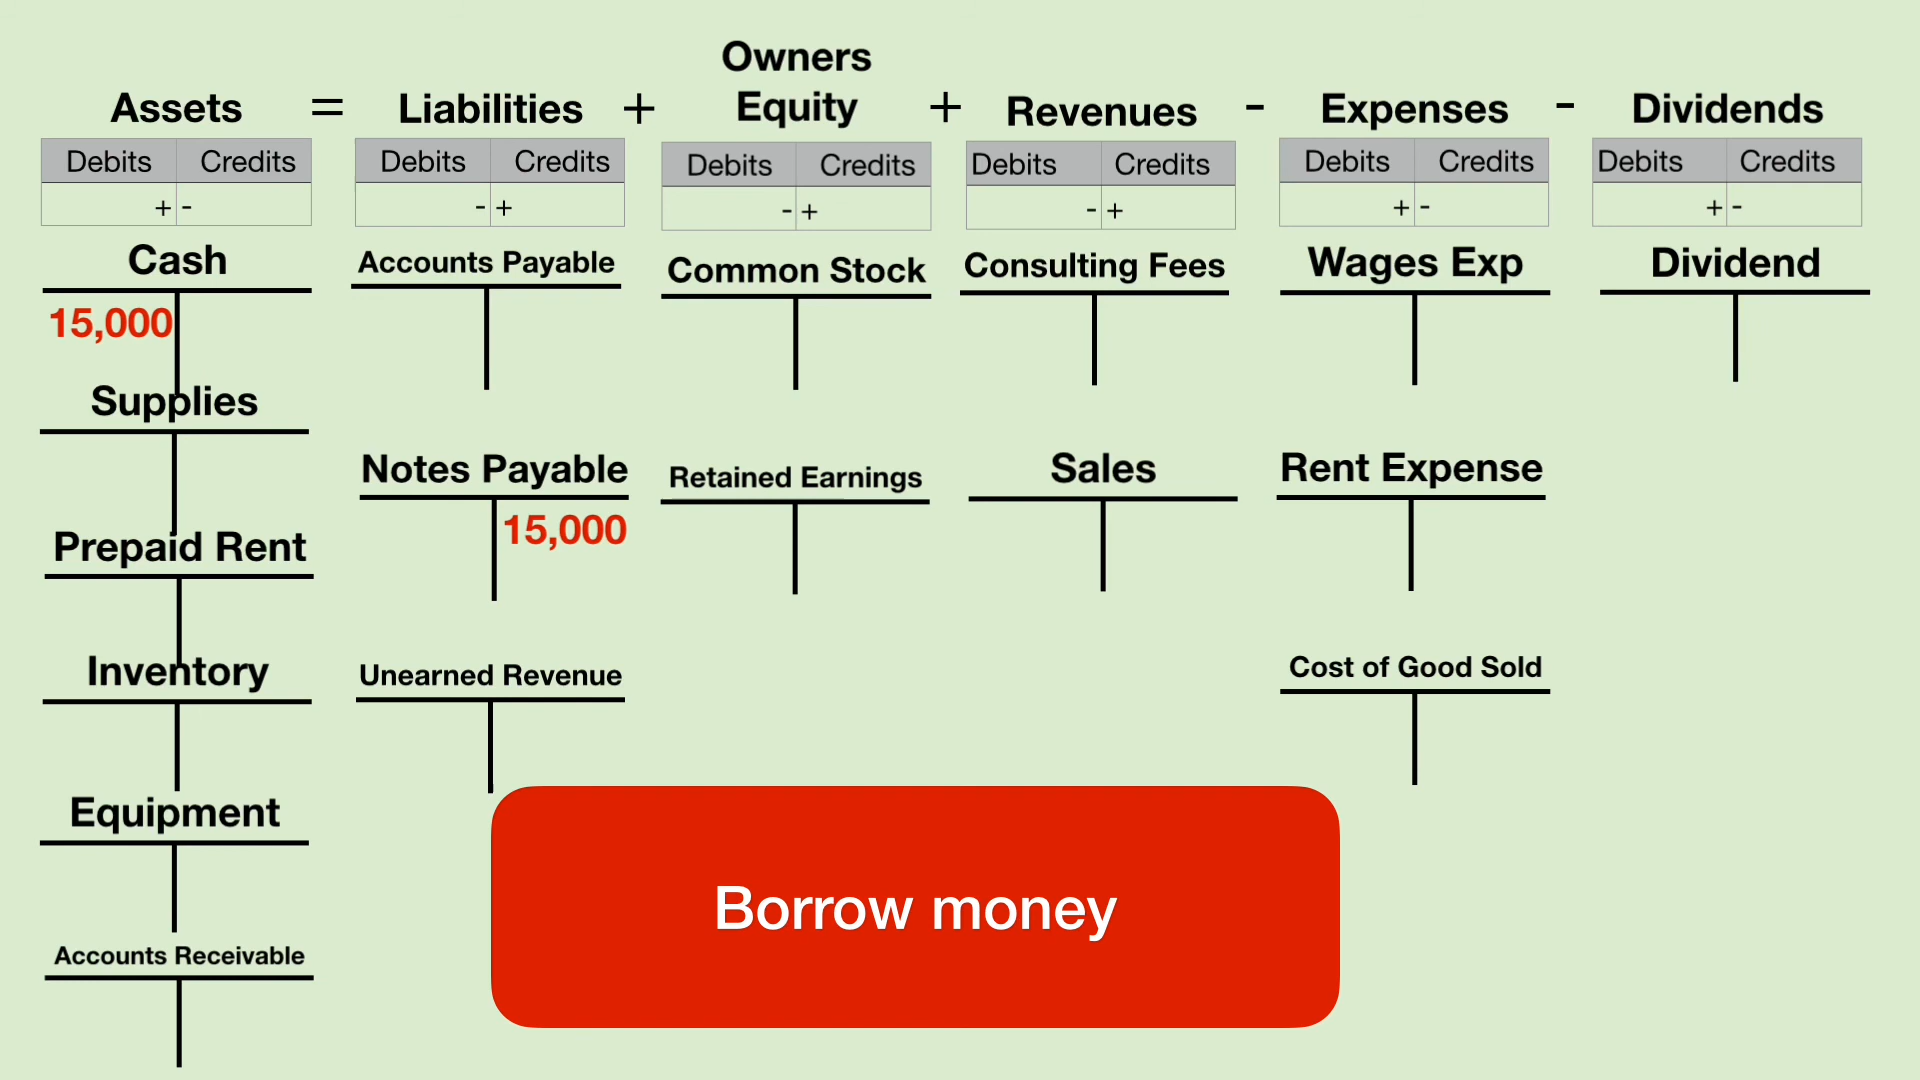 Assets = Liabilities + Owners Equity + Revenues - Expenses - Dividends
Debits Credits Debits Credits Debits Credits Debits Credits Debits Credits Debits Credits
+ - - + - + - + + - + -
Cash Accounts Payable Common Stock Consulting Fees Wages Exp Dividend
15,000
Supplies
Notes Payable Retained Earnings Sales Rent Expense
15,000
Prepaid Rent
Inventory Unearned Revenue Cost of Good Sold
Equipment
Borrow money
Accounts Receivable